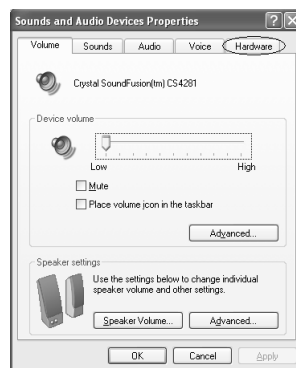 Sounds and Audio Devices Properties
Volume Sounds Audio Voice Hardware
Crystal SoundFusion(tm) CS4281
Device volume
Low High
Mute
Place volume icon in the taskbar
Advanced...
Speaker settings
Use the settings below to change individual
speaker volume and other settings.
Speaker Volume... Advanced...
OK Cancel Apply